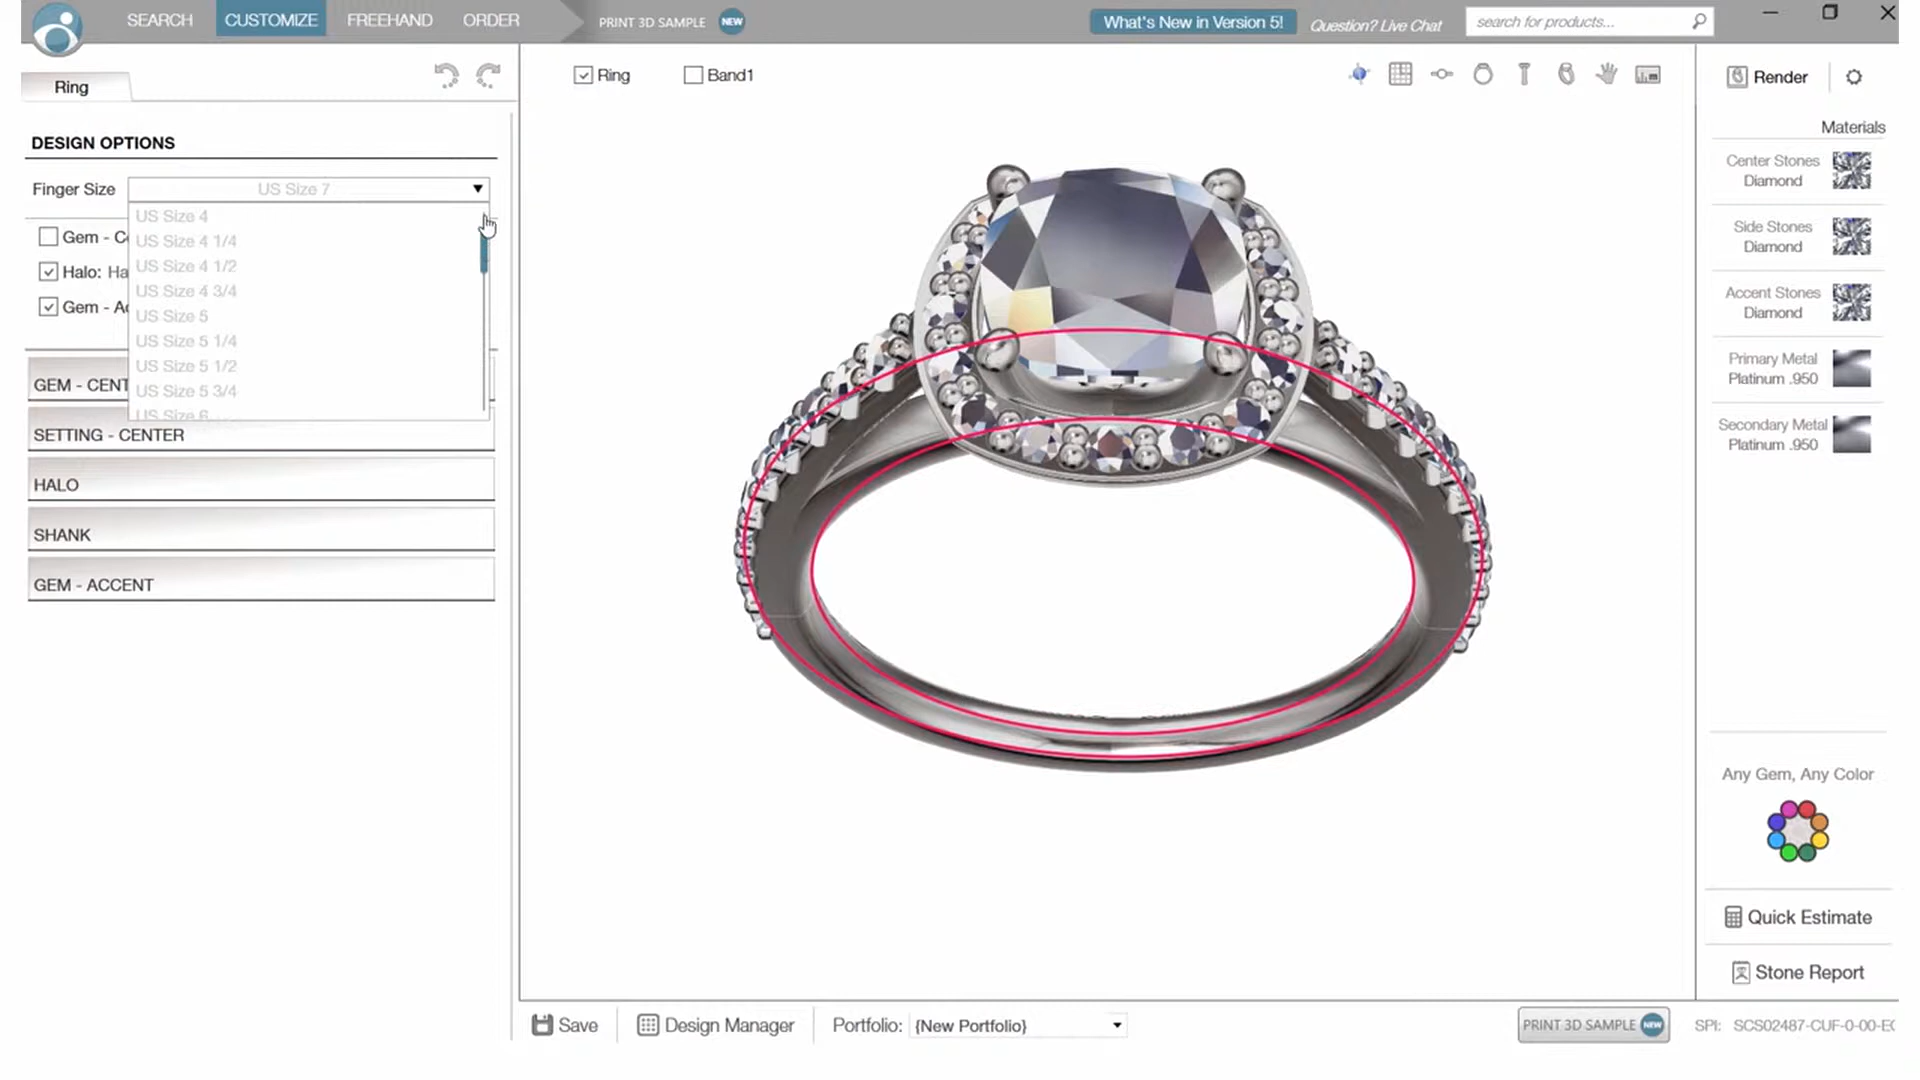 SEARCH
CUSTOMIZE
FREEHAND
ORDER
PRINT 3D SAMPLE
NEW
What's New in Version 5!
Question? Live Chat
search for products...
Ring
Ring
Band1
Render
DESIGN OPTIONS
Materials
Finger Size
US Size 7
US Size 4
US Size 4 1/4
US Size 4 1/2
US Size 4 3/4
US Size 5
US Size 5 1/4
US Size 5 1/2
US Size 5 3/4
US Size 6
Gem -
Halo:
Gem -
GEM -
SETTING - CENTER
HALO
SHANK
GEM - ACCENT
Center Stones
Diamond
Side Stones
Diamond
Accent Stones
Diamond
Primary Metal
Platinum .950
Secondary Metal
Platinum .950
Any Gem, Any Color
Quick Estimate
Stone Report
Save
Design Manager
Portfolio:
{New Portfolio}
PRINT 3D SAMPLE NEW
SPI: